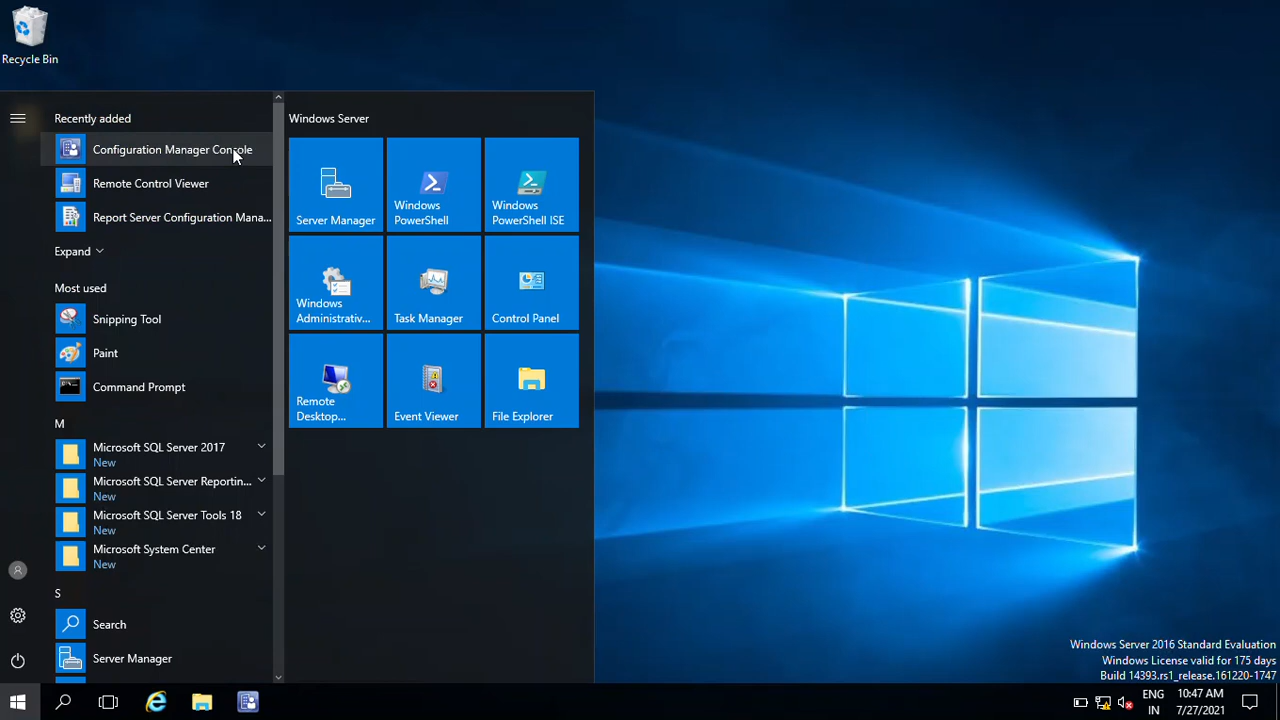 Recycle Bin
Recently added
Configuration Manager Console
Remote Control Viewer
Report Server Configuration Mana...
Expand
Most used
Snipping Tool
Paint
Command Prompt
M
Microsoft SQL Server 2017
New
Microsoft SQL Server Reportin...
New
Microsoft SQL Server Tools 18
New
Microsoft System Center
New
S
Search
Server Manager
Windows Server
Server Manager
Windows
PowerShell
Windows
PowerShell ISE
Windows
Administrativ...
Task Manager
Control Panel
Remote
Desktop...
Event Viewer
File Explorer
Windows Server 2016 Standard Evaluation
Windows License valid for 175 days
Build 14393.rs1_release.161220-1747
ENG
IN
10:47 AM
7/27/2021